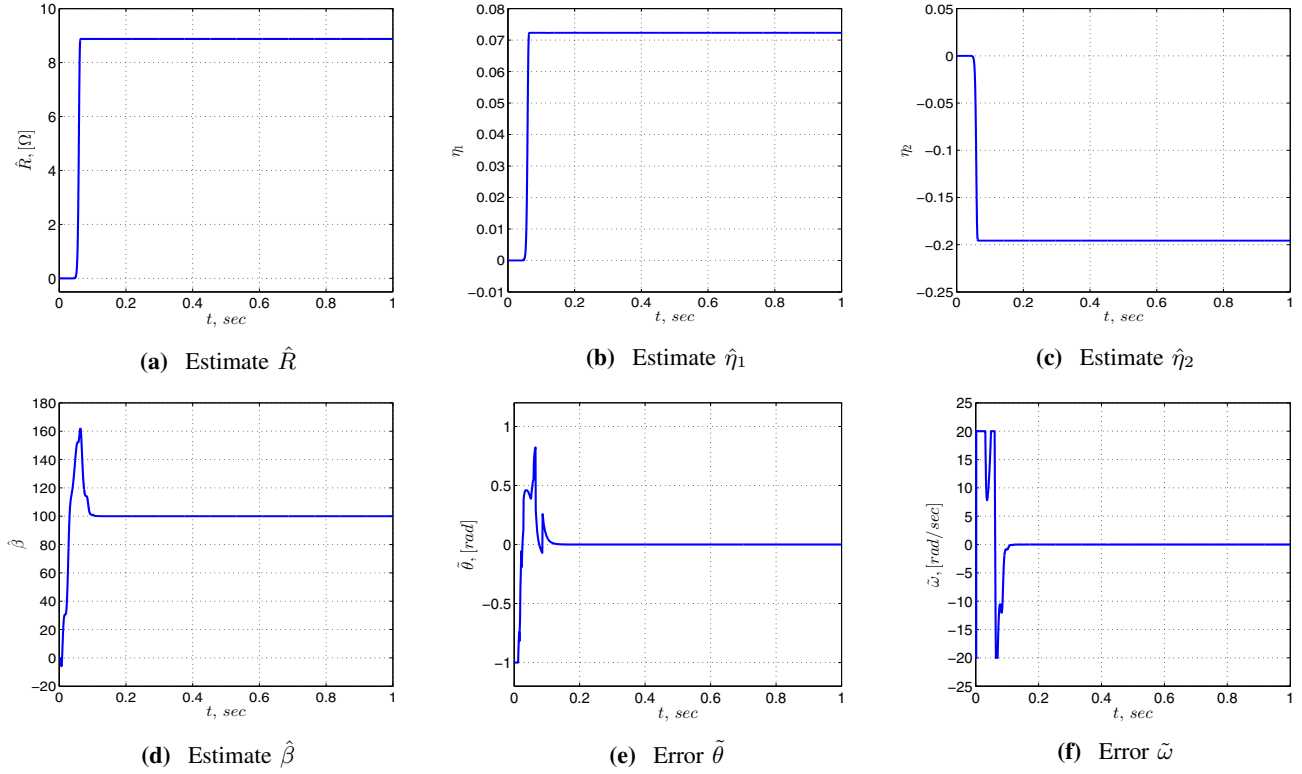 10
8
6
4
2
0
R̂, [Ω]
0 0.2 0.4 0.6 0.8 1
t, sec
(a) Estimate R̂
0.08
0.07
0.06
0.05
0.04
0.03
0.02
0.01
0
−0.01
η₁
0 0.2 0.4 0.6 0.8 1
t, sec
(b) Estimate η̂₁
0.05
0
−0.05
−0.1
−0.15
−0.2
−0.25
η₂
0 0.2 0.4 0.6 0.8 1
t, sec
(c) Estimate η̂₂
180
160
140
120
100
80
60
40
20
0
−20
β̂
0 0.2 0.4 0.6 0.8 1
t, sec
(d) Estimate β̂
1
0.5
0
−0.5
−1
θ̃, [rad]
0 0.2 0.4 0.6 0.8 1
t, sec
(e) Error θ̃
25
20
15
10
5
0
−5
−10
−15
−20
−25
ω̃, [rad/sec]
0 0.2 0.4 0.6 0.8 1
t, sec
(f) Error ω̃